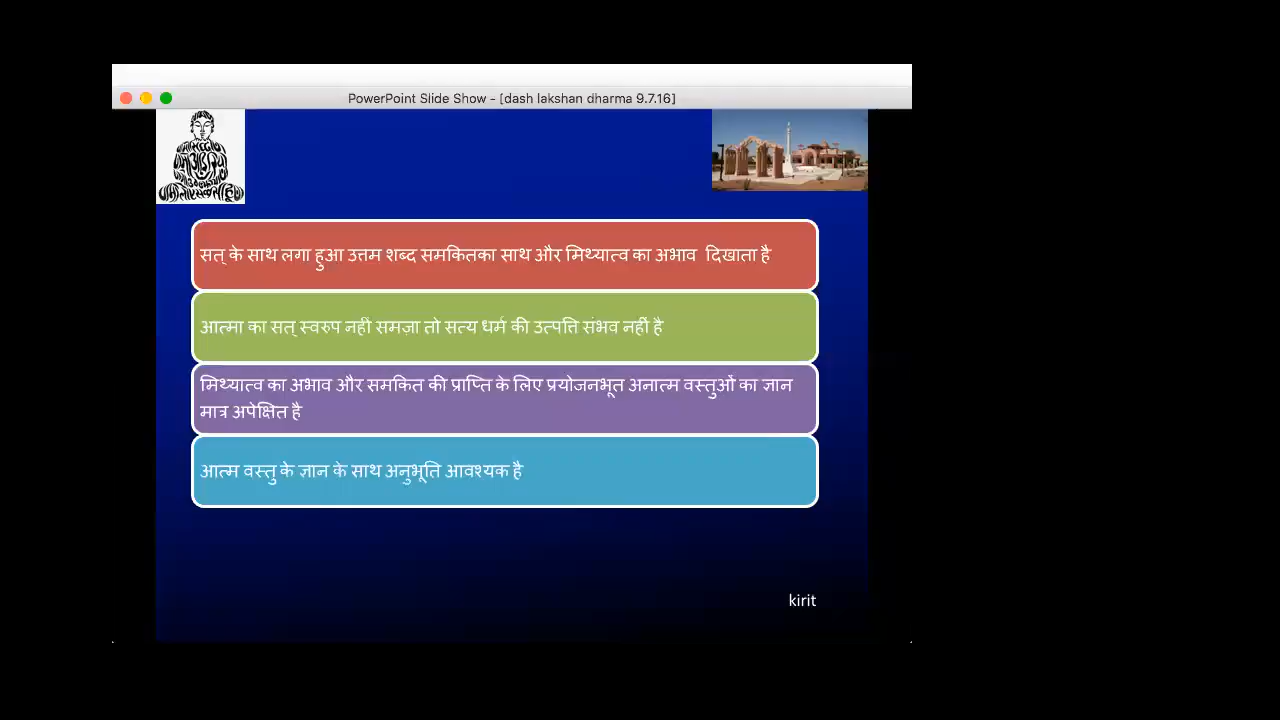 PowerPoint Slide Show - [dash lakshan dharma 9.7.16]
सत् के साथ लगा हुआ उत्तम शब्द समकितका साथ और मिथ्यात्व का अभाव दिखाता है
आत्मा का सत् स्वरुप नहीं समज़ा तो सत्य धर्म की उत्पत्ति संभव नहीं है
मिथ्यात्व का अभाव और समकित की प्राप्ति के लिए प्रयोजनभूत अनात्म वस्तुओं का ज्ञान
मात्र अपेक्षित है
आत्म वस्तु के ज्ञान के साथ अनुभूति आवश्यक है
kirit